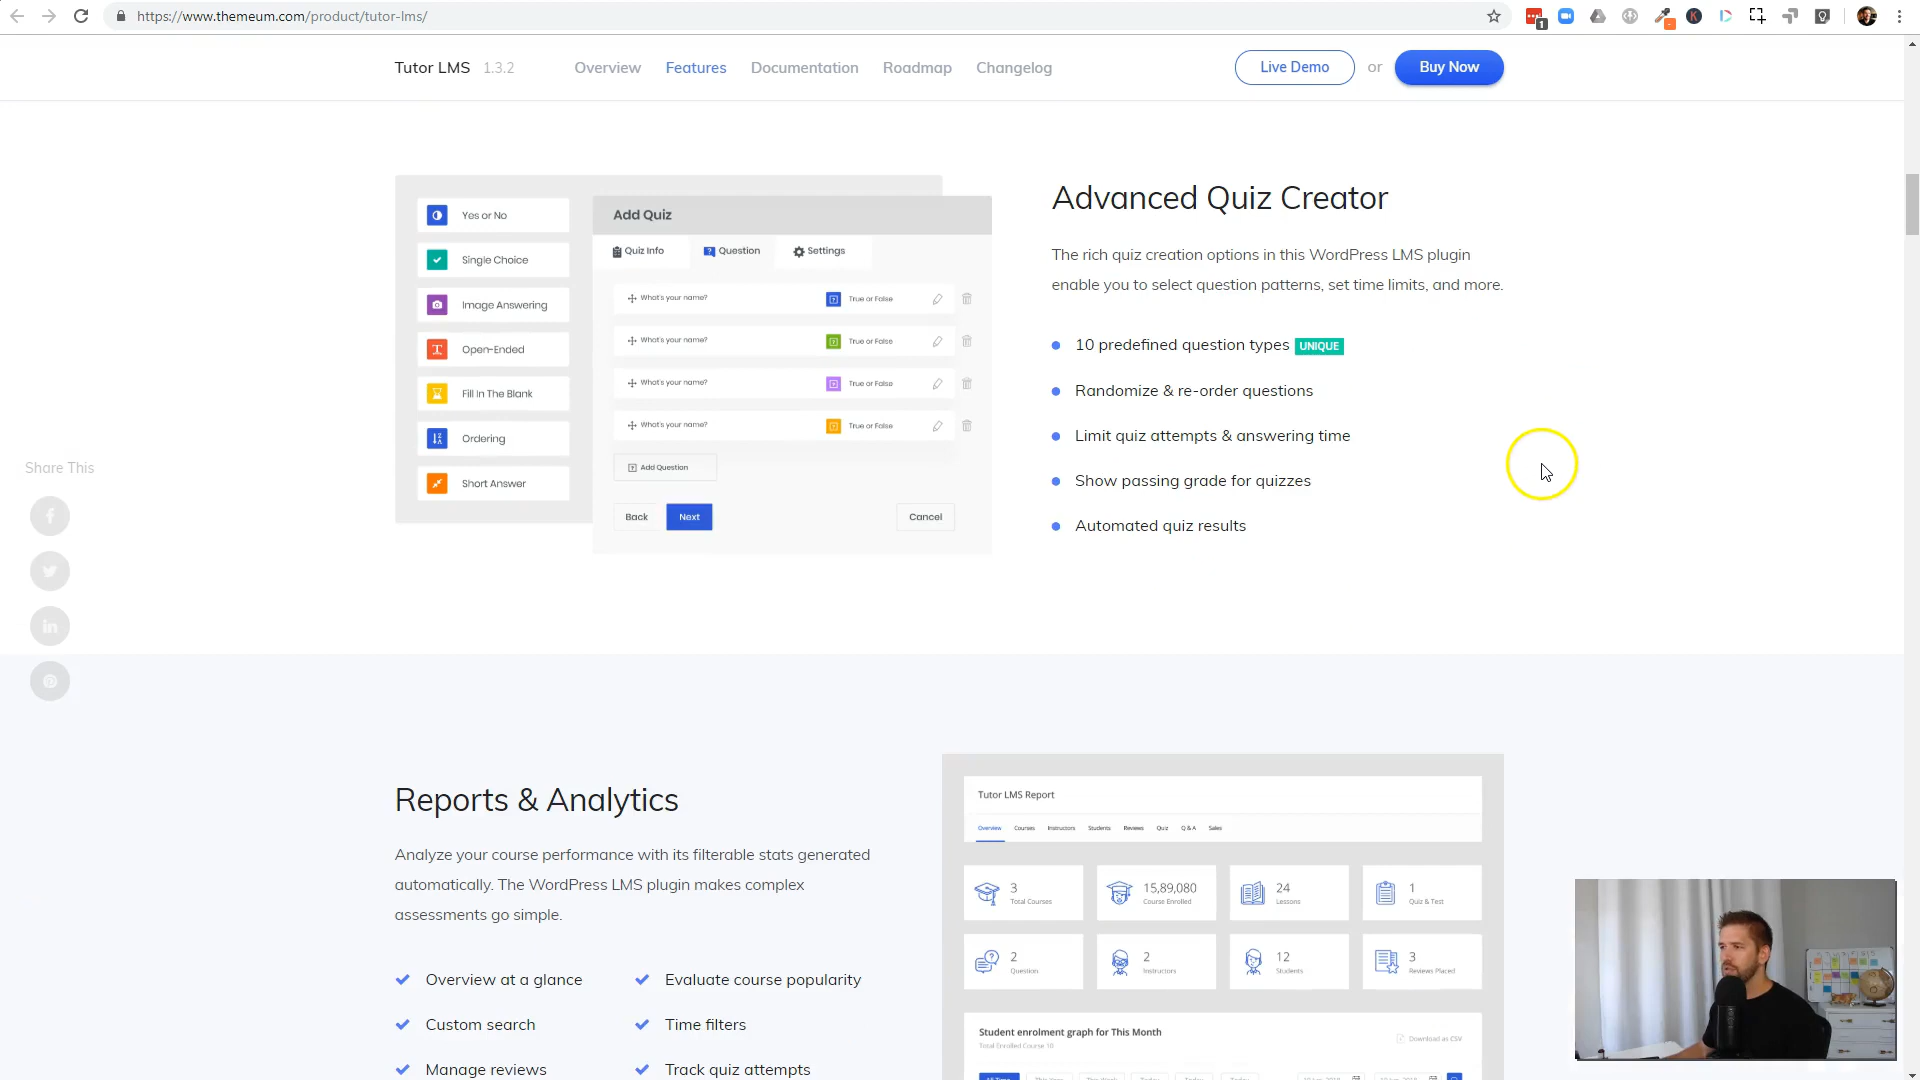 https://www.themeum.com/product/tutor-lms/
Tutor LMS 1.3.2
Overview
Features
Documentation
Roadmap
Changelog
Live Demo
or
Buy Now
Yes or No
Single Choice
Image Answering
Open-Ended
Fill In The Blank
Ordering
Short Answer
Add Quiz
Quiz Info
Question
Settings
What's your name?
True or False
What's your name?
True or False
What's your name?
True or False
What's your name?
True or False
Add Question
Back
Next
Cancel
Advanced Quiz Creator
The rich quiz creation options in this WordPress LMS plugin
enable you to select question patterns, set time limits, and more.
10 predefined question types UNIQUE
Randomize & re-order questions
Limit quiz attempts & answering time
Show passing grade for quizzes
Automated quiz results
Share This
Reports & Analytics
Analyze your course performance with its filterable stats generated
automatically. The WordPress LMS plugin makes complex
assessments go simple.
Overview at a glance
Evaluate course popularity
Custom search
Time filters
Manage reviews
Track quiz attempts
Tutor LMS Report
Overview
Courses
Instructors
Students
Reviews
Quiz
Q & A
Sales
3
Total Courses
15,89,080
Course Enrolled
24
Lessons
1
Quiz & Test
2
Question
2
Instructors
12
Students
3
Reviews Placed
Student enrolment graph for This Month
Total Enrolled Course 10
Download as CSV